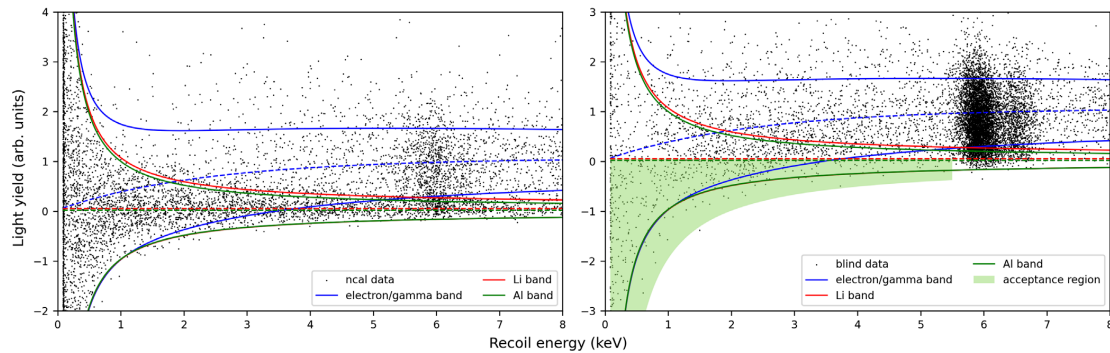 4
3
2
1
0
−1
−2
Light yield (arb. units)
0 1 2 3 4 5 6 7 8
ncal data
electron/gamma band
Li band
Al band
3
2
1
0
−1
−2
−3
0 1 2 3 4 5 6 7 8
blind data
electron/gamma band
Li band
Al band
acceptance region
Recoil energy (keV)